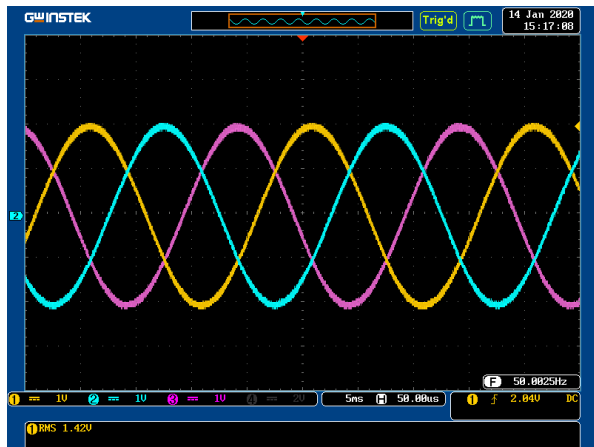 GWINSTEK
Trig'd
14 Jan 2020
15:17:08
2
F 50.0025Hz
1 1V 2 1V 3 1V 4 2V 5ms H 50.00us 1 2.04V DC
1 RMS 1.42V